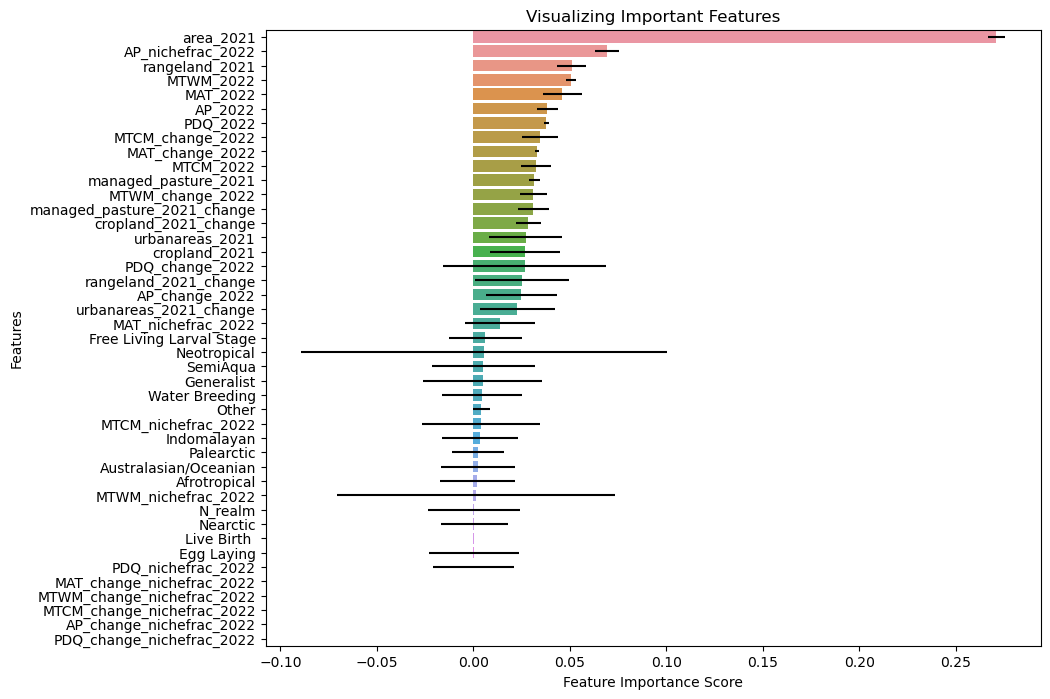 Visualizing Important Features
area_2021
AP_nichefrac_2022
rangeland_2021
MTWM_2022
MAT_2022
AP_2022
PDQ_2022
MTCM_change_2022
MAT_change_2022
MTCM_2022
managed_pasture_2021
MTWM_change_2022
managed_pasture_2021_change
cropland_2021_change
urbanareas_2021
cropland_2021
PDQ_change_2022
rangeland_2021_change
AP_change_2022
urbanareas_2021_change
MAT_nichefrac_2022
Free Living Larval Stage
Neotropical
SemiAqua
Generalist
Water Breeding
Other
MTCM_nichefrac_2022
Indomalayan
Palearctic
Australasian/Oceanian
Afrotropical
MTWM_nichefrac_2022
N_realm
Nearctic
Live Birth
Egg Laying
PDQ_nichefrac_2022
MAT_change_nichefrac_2022
MTWM_change_nichefrac_2022
MTCM_change_nichefrac_2022
AP_change_nichefrac_2022
PDQ_change_nichefrac_2022
Features
-0.10 -0.05 0.00 0.05 0.10 0.15 0.20 0.25
Feature Importance Score